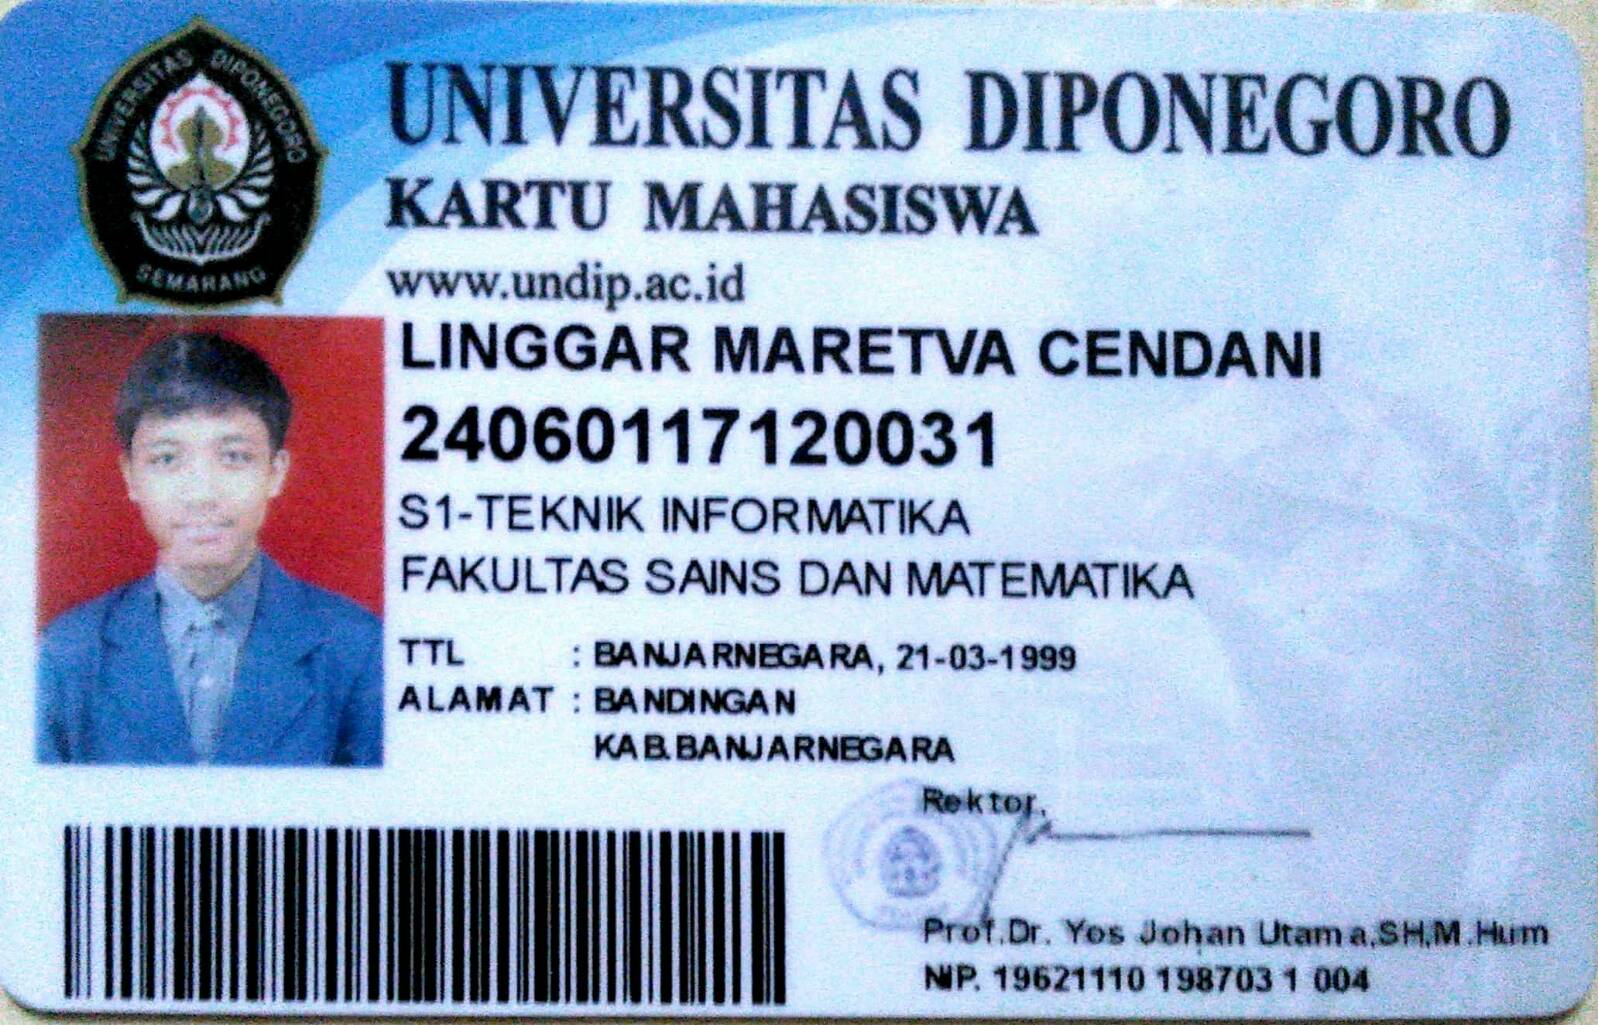 UNIVERSITAS DIPONEGORO
SEMARANG
UNIVERSITAS DIPONEGORO
KARTU MAHASISWA
www.undip.ac.id
LINGGAR MARETVA CENDANI
24060117120031
S1-TEKNIK INFORMATIKA
FAKULTAS SAINS DAN MATEMATIKA
TTL : BANJARNEGARA, 21-03-1999
ALAMAT : BANDINGAN
KAB.BANJARNEGARA
Rektor,
Prof.Dr. Yos Johan Utama,SH,M.Hum
NIP. 19621110 198703 1 004